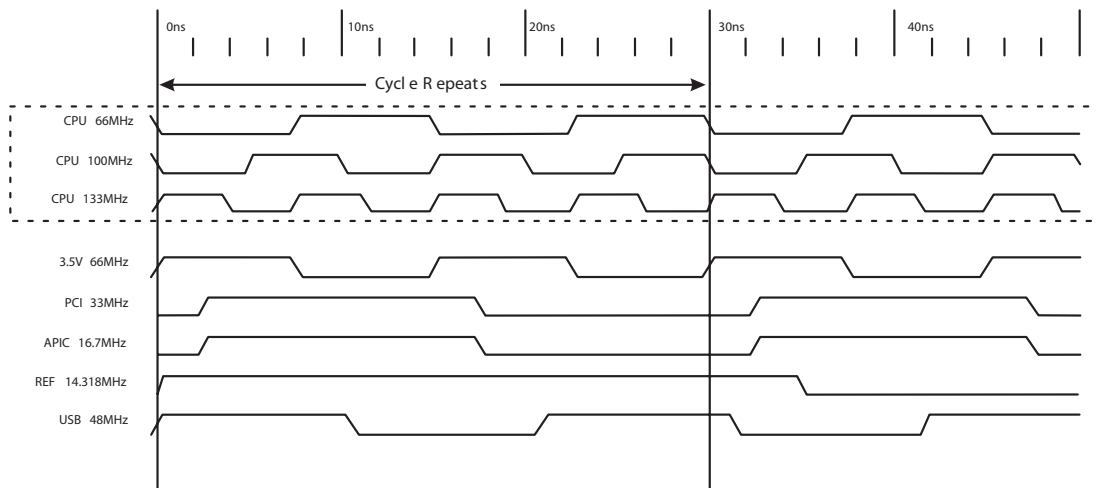 0ns 10ns 20ns 30ns 40ns
Cycl e R epeats
CPU 66MHz
CPU 100MHz
CPU 133MHz
3.5V 66MHz
PCI 33MHz
APIC 16.7MHz
REF 14.318MHz
USB 48MHz